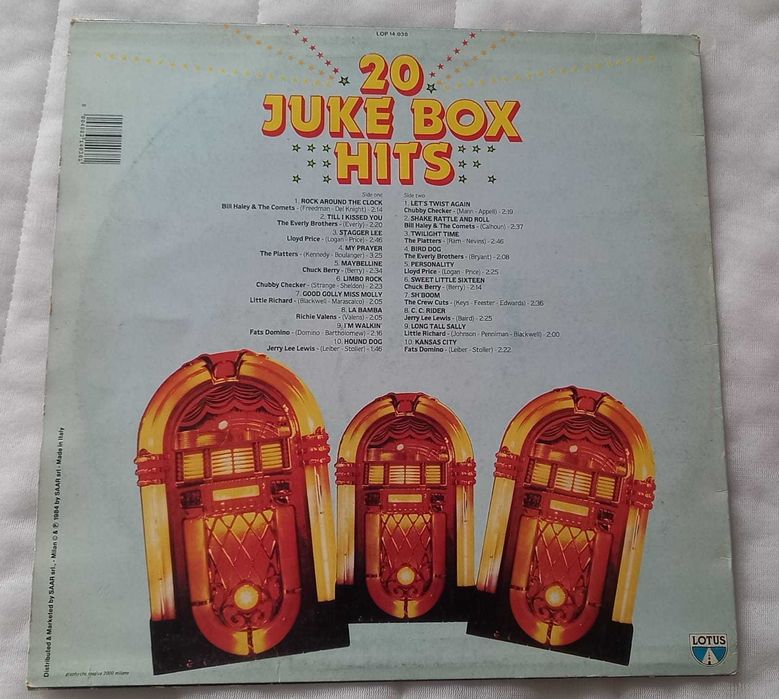 LOP 14.038
20
JUKE BOX
HITS
Side one
1. ROCK AROUND THE CLOCK
Bill Haley & The Comets - (Freedman - Del Knight) - 2:14
2. TILL I KISSED YOU
The Everly Brothers - (Everly) - 2:20
3. STAGGER LEE
Lloyd Price - (Logan - Price) - 2:46
4. MY PRAYER
The Platters - (Kennedy - Boulanger) - 3:25
5. MAYBELLINE
Chuck Berry - (Berry) - 2:34
6. LIMBO ROCK
Chubby Checker - (Strange - Sheldon) - 2:23
7. GOOD GOLLY MISS MOLLY
Little Richard - (Blackwell - Marascalco) - 2:05
8. LA BAMBA
Richie Valens - (Valens) - 2:05
9. I'M WALKIN'
Fats Domino - (Domino - Bartholomew) - 2:16
10. HOUND DOG
Jerry Lee Lewis - (Leiber - Stoller) - 1:46
Side two
1. LET'S TWIST AGAIN
Chubby Checker - (Mann - Appell) - 2:19
2. SHAKE RATTLE AND ROLL
Bill Haley & The Comets - (Calhoun) - 2:37
3. TWILIGHT TIME
The Platters - (Ram - Nevins) - 2:46
4. BIRD DOG
The Everly Brothers - (Bryant) - 2:08
5. PERSONALITY
Lloyd Price - (Logan - Price) - 2:25
6. SWEET LITTLE SIXTEEN
Chuck Berry - (Berry) - 2:14
7. SH BOOM
The Crew Cuts - (Keys - Feester - Edwards) - 2:36
8. C. C. RIDER
Jerry Lee Lewis - (Baird) - 2:25
9. LONG TALL SALLY
Little Richard - (Johnson - Penniman - Blackwell) - 2:00
10. KANSAS CITY
Fats Domino - (Leiber - Stoller) - 2:22
Distributed & Marketed by SAAR srl., - Milan © & ℗ 1984 by SAAR srl - Made in Italy
2000 milano
LOTUS